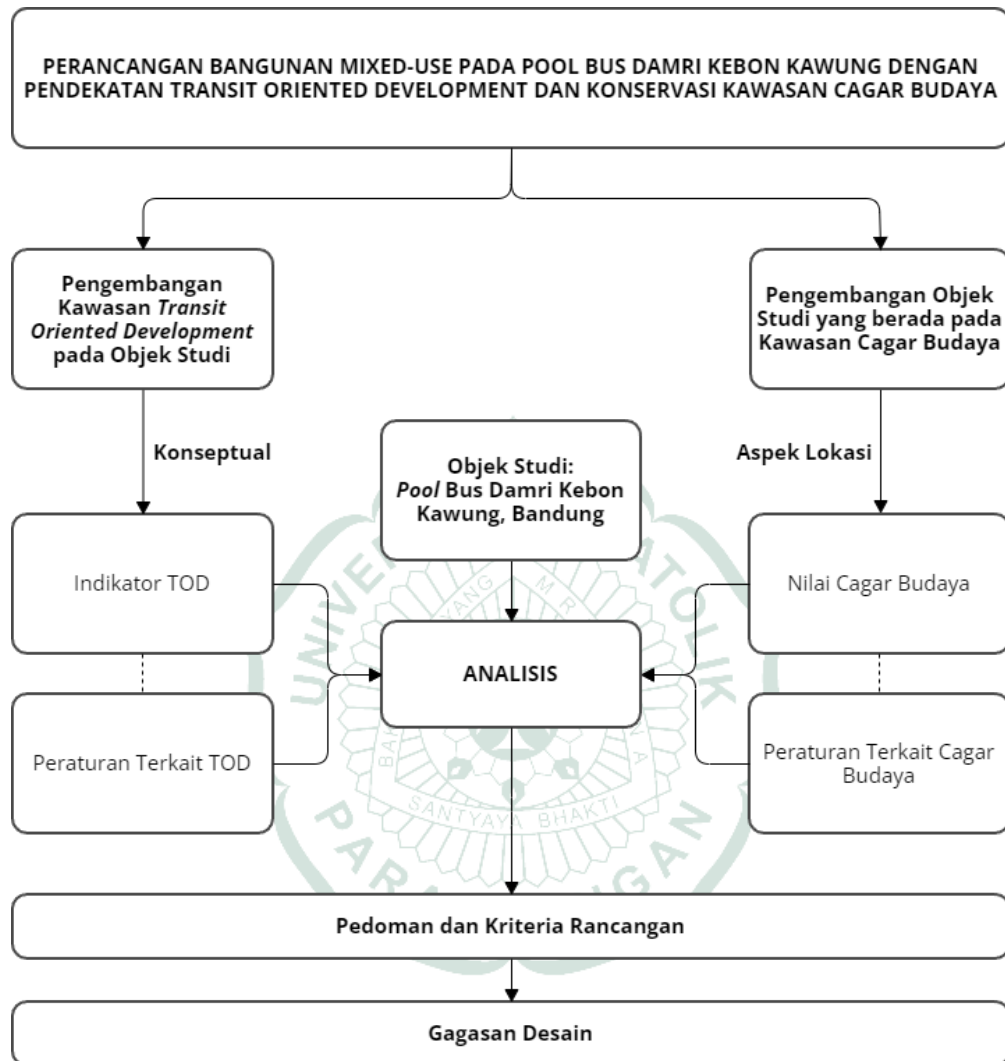 PERANCANGAN BANGUNAN MIXED-USE PADA POOL BUS DAMRI KEBON KAWUNG DENGAN
PENDEKATAN TRANSIT ORIENTED DEVELOPMENT DAN KONSERVASI KAWASAN CAGAR BUDAYA
Pengembangan
Kawasan Transit
Oriented Development
pada Objek Studi
Pengembangan Objek
Studi yang berada pada
Kawasan Cagar Budaya
Konseptual
Aspek Lokasi
Objek Studi:
Pool Bus Damri Kebon
Kawung, Bandung
Indikator TOD
Nilai Cagar Budaya
ANALISIS
Peraturan Terkait TOD
Peraturan Terkait Cagar
Budaya
SANTYAYA BHAKTI
Pedoman dan Kriteria Rancangan
Gagasan Desain